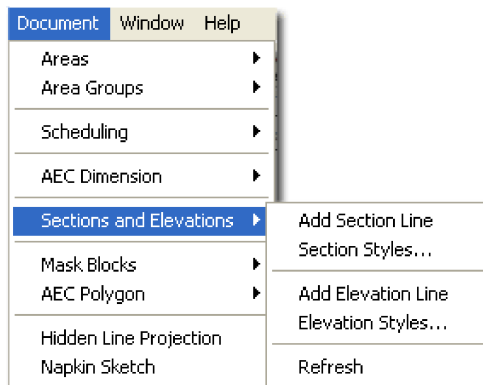 Document Window Help
Areas
Area Groups
Scheduling
AEC Dimension
Sections and Elevations
Add Section Line
Section Styles...
Mask Blocks
AEC Polygon
Add Elevation Line
Elevation Styles...
Hidden Line Projection
Napkin Sketch
Refresh